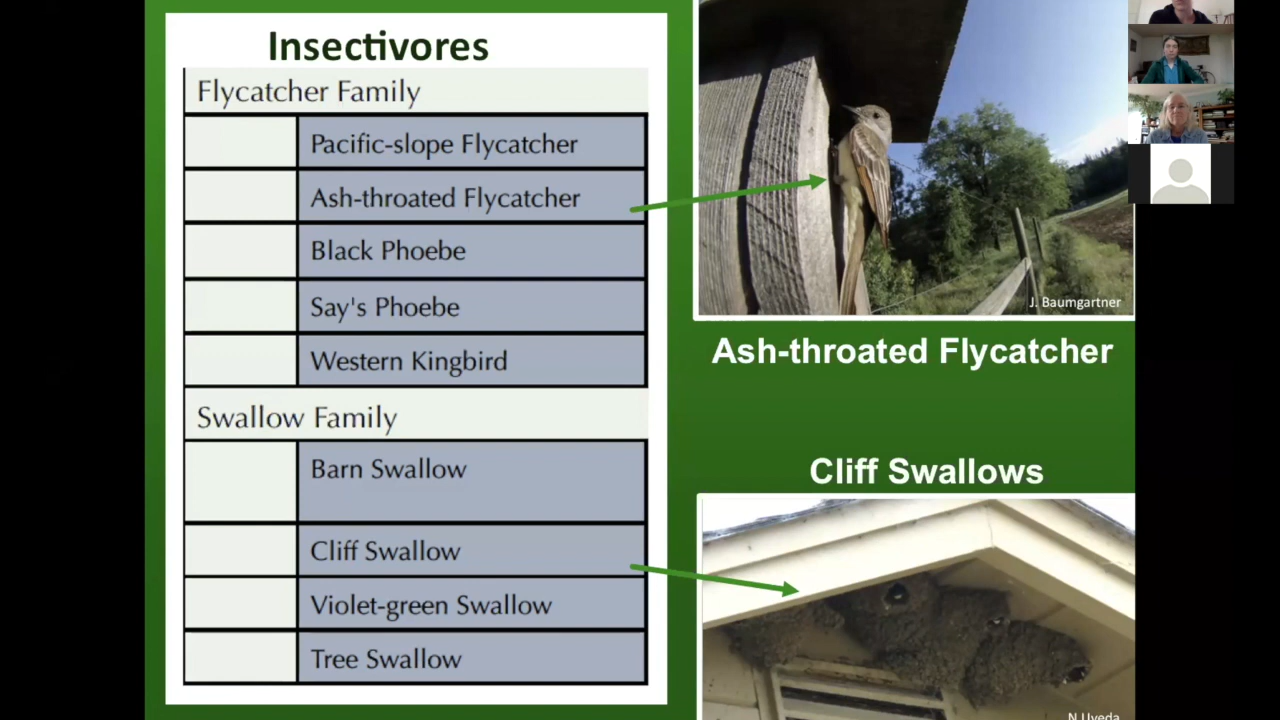 Insectivores
Flycatcher Family
Pacific-slope Flycatcher
Ash-throated Flycatcher
Black Phoebe
Say's Phoebe
Western Kingbird
Swallow Family
Barn Swallow
Cliff Swallow
Violet-green Swallow
Tree Swallow
J. Baumgartner
Ash-throated Flycatcher
Cliff Swallows
N Uyeda